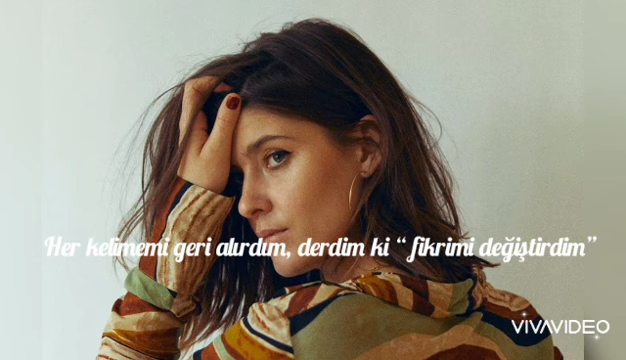 Her kelimemi geri alırdım, derdim ki “ fikrimi değiştirdim”
VIVAVIDEO